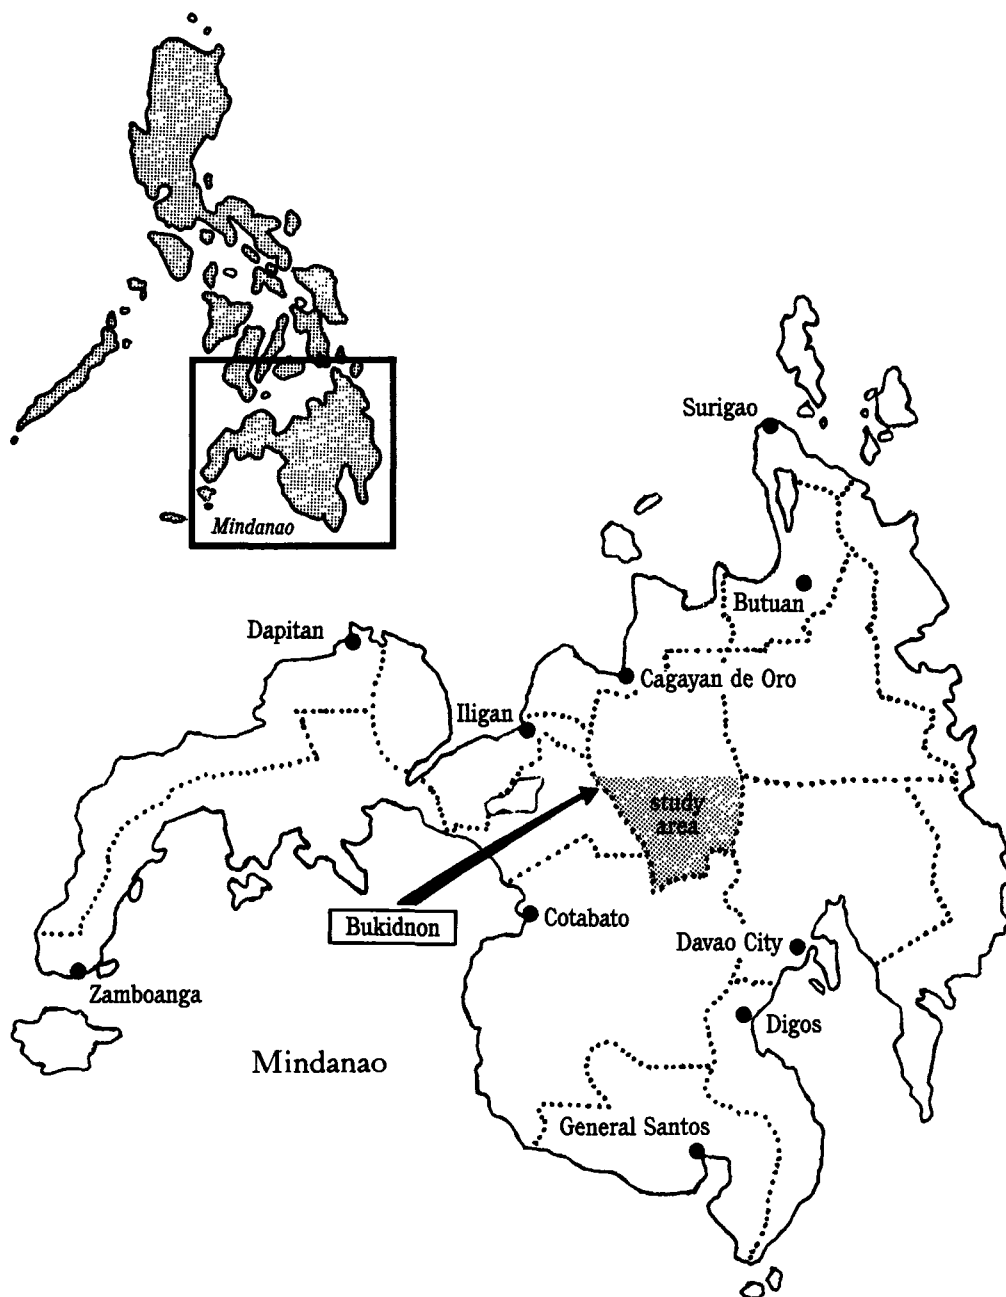 Mindanao
Surigao
Butuan
Dapitan
Cagayan de Oro
Iligan
study
area
Bukidnon
Cotabato
Davao City
Zamboanga
Digos
Mindanao
General Santos